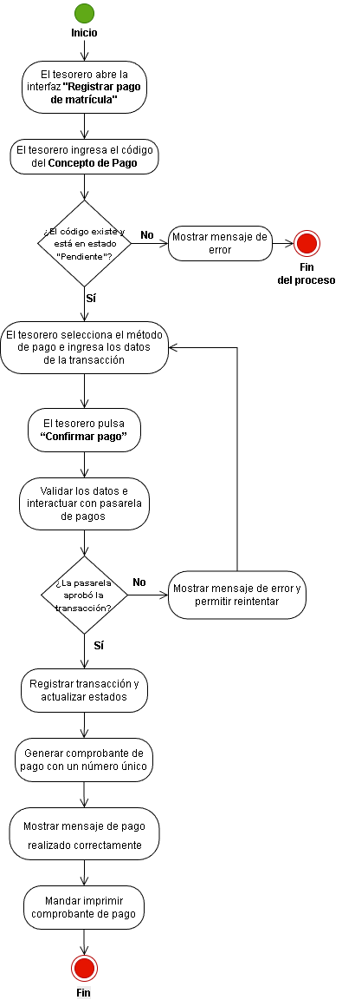 Inicio
El tesorero abre la
interfaz "Registrar pago
de matrícula"
El tesorero ingresa el código
del Concepto de Pago
¿El código existe y
está en estado
"Pendiente"?
No
Mostrar mensaje de
error
Fin
del proceso
Sí
El tesorero selecciona el método
de pago e ingresa los datos
de la transacción
El tesorero pulsa
“Confirmar pago”
Validar los datos e
interactuar con pasarela
de pagos
¿La pasarela
aprobó la
transacción?
No
Mostrar mensaje de error y
permitir reintentar
Sí
Registrar transacción y
actualizar estados
Generar comprobante de
pago con un número único
Mostrar mensaje de pago
realizado correctamente
Mandar imprimir
comprobante de pago
Fin